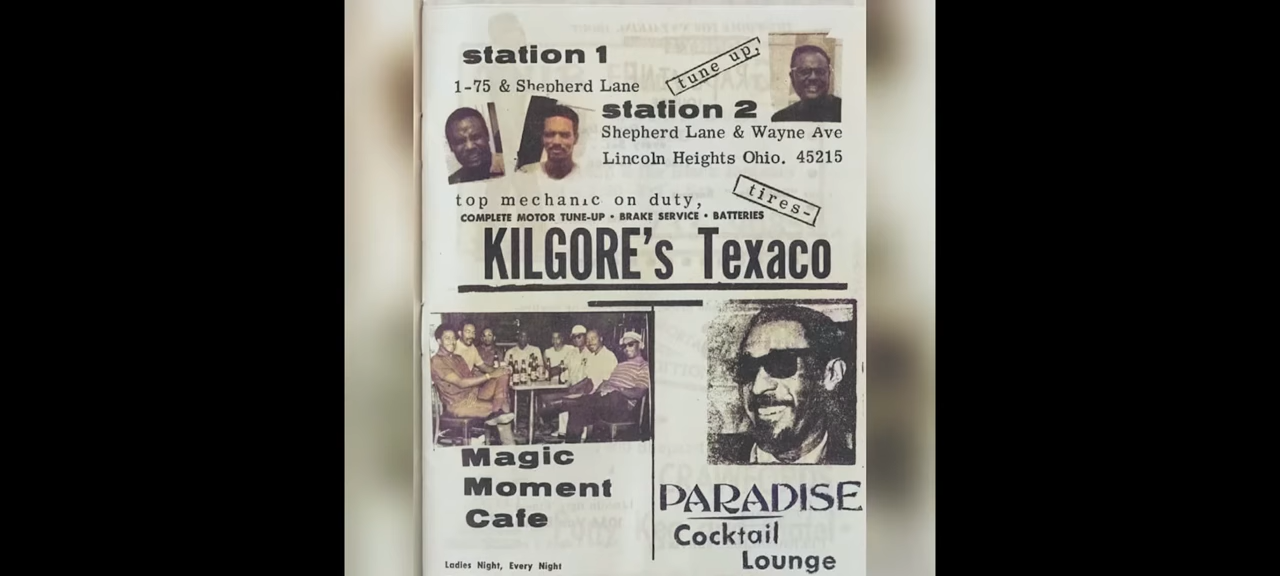 station 1
1-75 & Shepherd Lane
tune up,
station 2
Shepherd Lane & Wayne Ave
Lincoln Heights Ohio. 45215
tires-
top mechanic on duty,
COMPLETE MOTOR TUNE-UP • BRAKE SERVICE • BATTERIES
KILGORE's Texaco
Magic
Moment
Cafe
Ladies Night, Every Night
PARADISE
Cocktail
Lounge